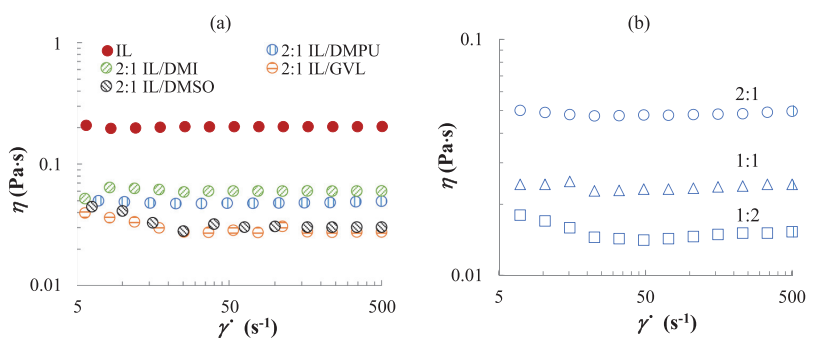 (a)
1
IL
2:1 IL/DMPU
2:1 IL/DMI
2:1 IL/GVL
2:1 IL/DMSO
η (Pa·s)
0.1
0.01
5
50
500
γ˙ (s-1)
(b)
0.1
2:1
η (Pa·s)
1:1
1:2
0.01
5
50
500
γ˙ (s-1)